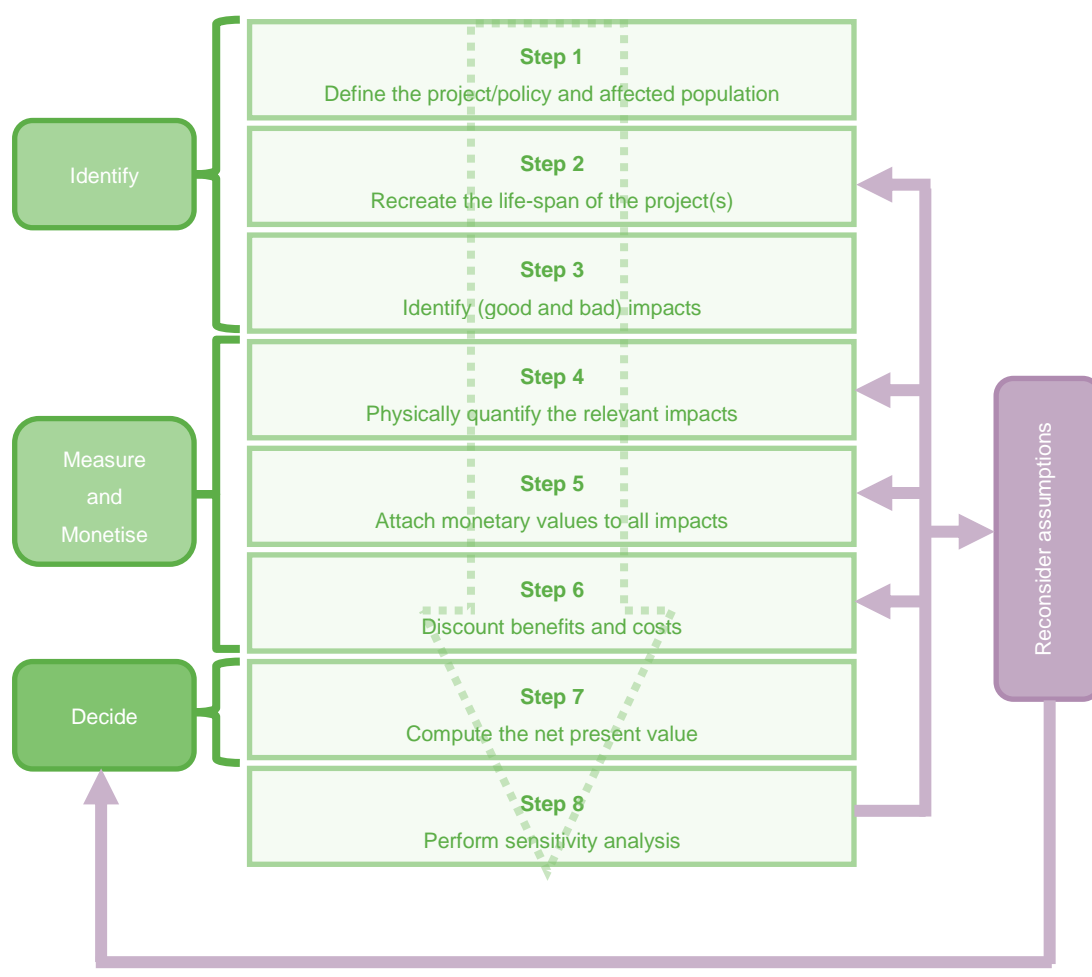 Step 1
Define the project/policy and affected population
Identify
Step 2
Recreate the life-span of the project(s)
Step 3
Identify (good and bad) impacts
Step 4
Physically quantify the relevant impacts
Measure
and
Monetise
Step 5
Attach monetary values to all impacts
Step 6
Discount benefits and costs
Reconsider assumptions
Decide
Step 7
Compute the net present value
Step 8
Perform sensitivity analysis